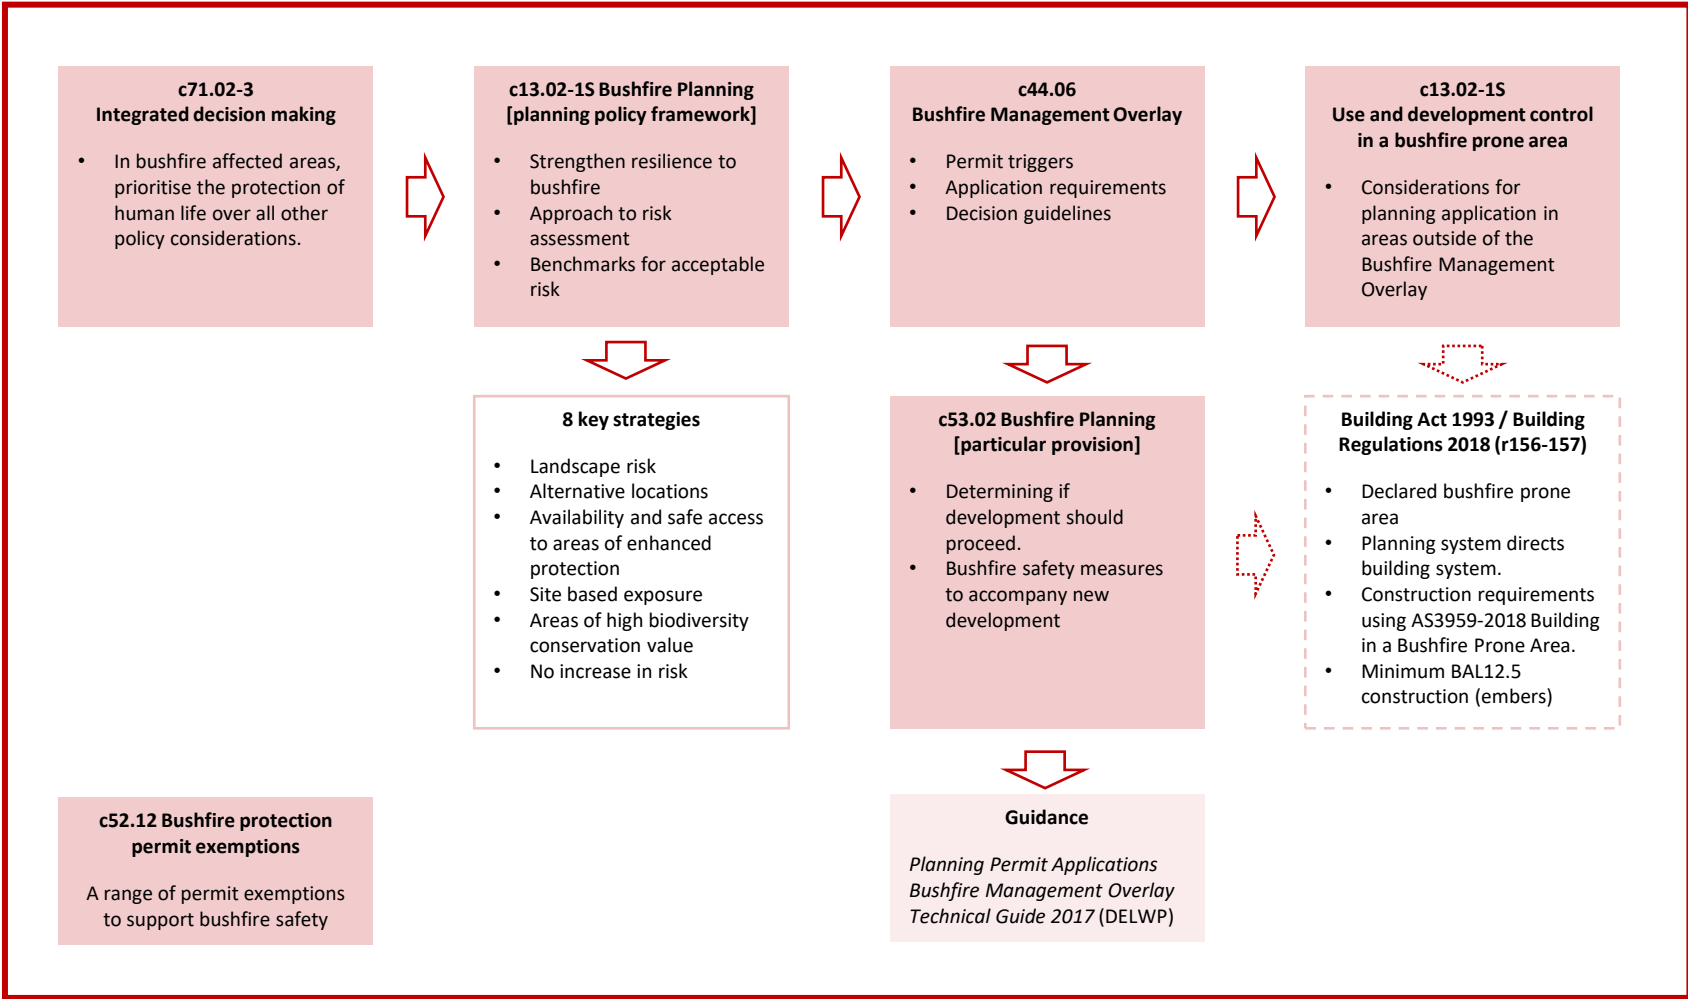 c71.02-3
Integrated decision making
• In bushfire affected areas,
prioritise the protection of
human life over all other
policy considerations.
c13.02-1S Bushfire Planning
[planning policy framework]
• Strengthen resilience to
bushfire
• Approach to risk
assessment
• Benchmarks for acceptable
risk
c44.06
Bushfire Management Overlay
• Permit triggers
• Application requirements
• Decision guidelines
c13.02-1S
Use and development control
in a bushfire prone area
• Considerations for
planning application in
areas outside of the
Bushfire Management
Overlay
8 key strategies
• Landscape risk
• Alternative locations
• Availability and safe access
to areas of enhanced
protection
• Site based exposure
• Areas of high biodiversity
conservation value
• No increase in risk
c53.02 Bushfire Planning
[particular provision]
• Determining if
development should
proceed.
• Bushfire safety measures
to accompany new
development
Building Act 1993 / Building
Regulations 2018 (r156-157)
• Declared bushfire prone
area
• Planning system directs
building system.
• Construction requirements
using AS3959-2018 Building
in a Bushfire Prone Area.
• Minimum BAL12.5
construction (embers)
c52.12 Bushfire protection
permit exemptions
A range of permit exemptions
to support bushfire safety
Guidance
Planning Permit Applications
Bushfire Management Overlay
Technical Guide 2017 (DELWP)